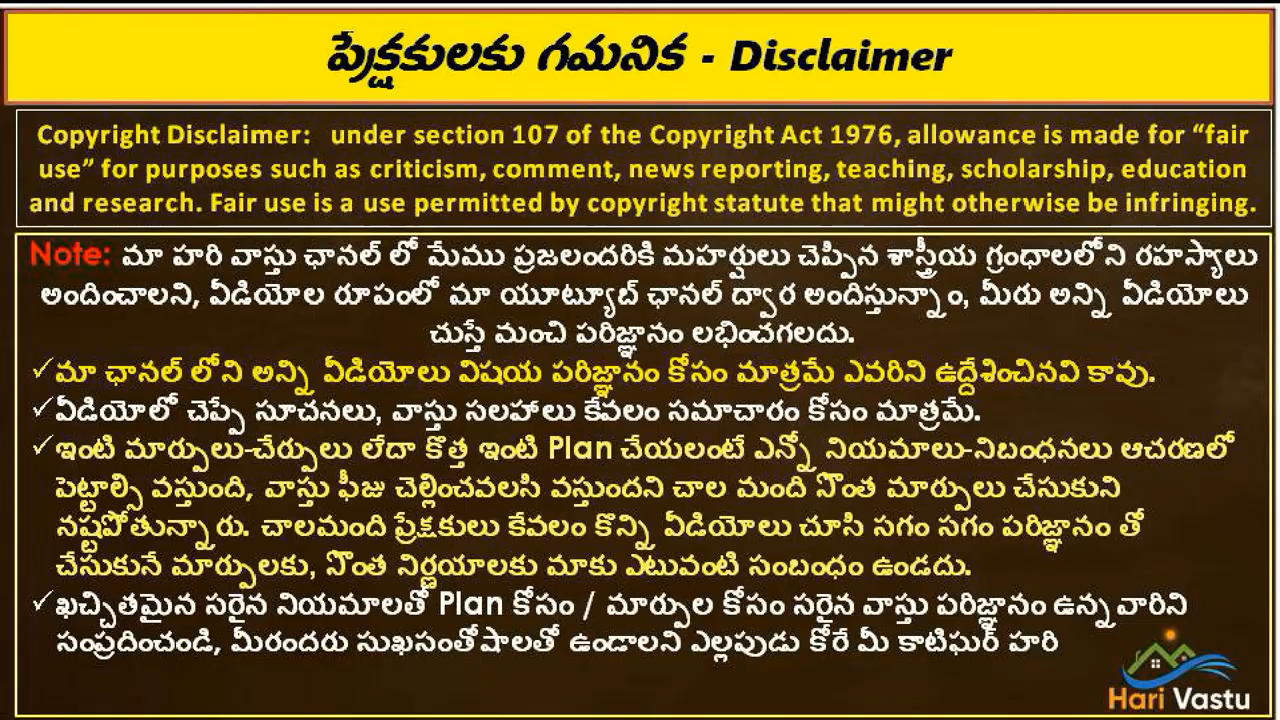 ప్రేక్షకులకు గమనిక - Disclaimer
Copyright Disclaimer: under section 107 of the Copyright Act 1976, allowance is made for “fair
use” for purposes such as criticism, comment, news reporting, teaching, scholarship, education
and research. Fair use is a use permitted by copyright statute that might otherwise be infringing.
Note: మా హరి వాస్తు ఛానల్ లో మేము ప్రజలందరికి మహర్షులు చెప్పిన శాస్త్రీయ గ్రంధాలలోని రహస్యాలు
అందించాలని, వీడియోల రూపంలో మా యూట్యూబ్ ఛానల్ ద్వార అందిస్తున్నాం, మీరు అన్ని వీడియోలు
చుస్తే మంచి పరిజ్ఞానం లభించగలదు.
✓మా ఛానల్ లోని అన్ని వీడియోలు విషయ పరిజ్ఞానం కోసం మాత్రమే ఎవరిని ఉద్దేశించినవి కావు.
✓వీడియోలో చెప్పే సూచనలు, వాస్తు సలహాలు కేవలం సమాచారం కోసం మాత్రమే.
✓ఇంటి మార్పులు-చేర్పులు లేదా కొత్త ఇంటి Plan చేయలంటే ఎన్నో నియమాలు-నిబంధనలు ఆచరణలో
పెట్టాల్సి వస్తుంది, వాస్తు ఫీజు చెల్లించవలసి వస్తుందని చాల మంది సొంత మార్పులు చేసుకుని
నష్టపోతున్నారు. చాలమంది ప్రేక్షకులు కేవలం కొన్ని వీడియోలు చూసి సగం సగం పరిజ్ఞానం తో
చేసుకునే మార్పులకు, సొంత నిర్ణయాలకు మాకు ఎటువంటి సంబంధం ఉండదు.
✓ఖచ్చితమైన సరైన నియమాలతో Plan కోసం / మార్పుల కోసం సరైన వాస్తు పరిజ్ఞానం ఉన్నవారిని
సంప్రదించండి, మీరందరు సుఖసంతోషాలతో ఉండాలని ఎల్లపుడు కోరే మీ కాటిఘర్ హరి
Hari Vastu